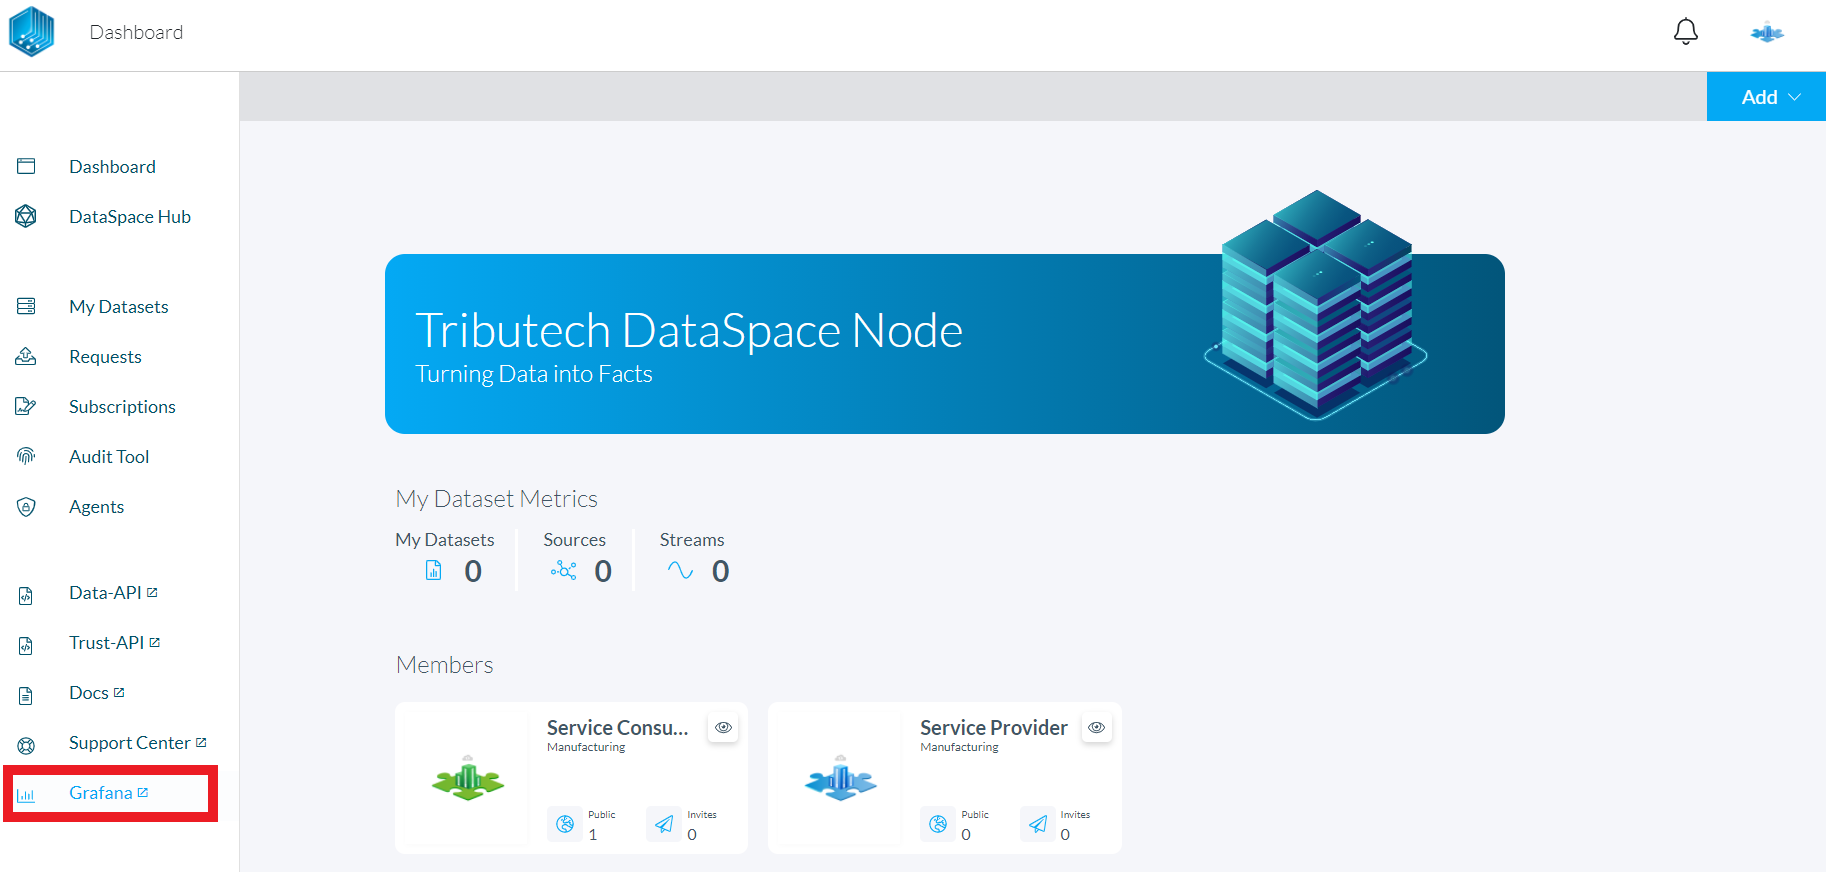 Dashboard
Add
Dashboard
DataSpace Hub
My Datasets
Requests
Subscriptions
Audit Tool
Agents
Data-API
Trust-API
Docs
Support Center
Grafana
Tributech DataSpace Node
Turning Data into Facts
My Dataset Metrics
My Datasets
0
Sources
0
Streams
0
Members
Service Consu...
Manufacturing
Public
1
Invites
0
Service Provider
Manufacturing
Public
0
Invites
0